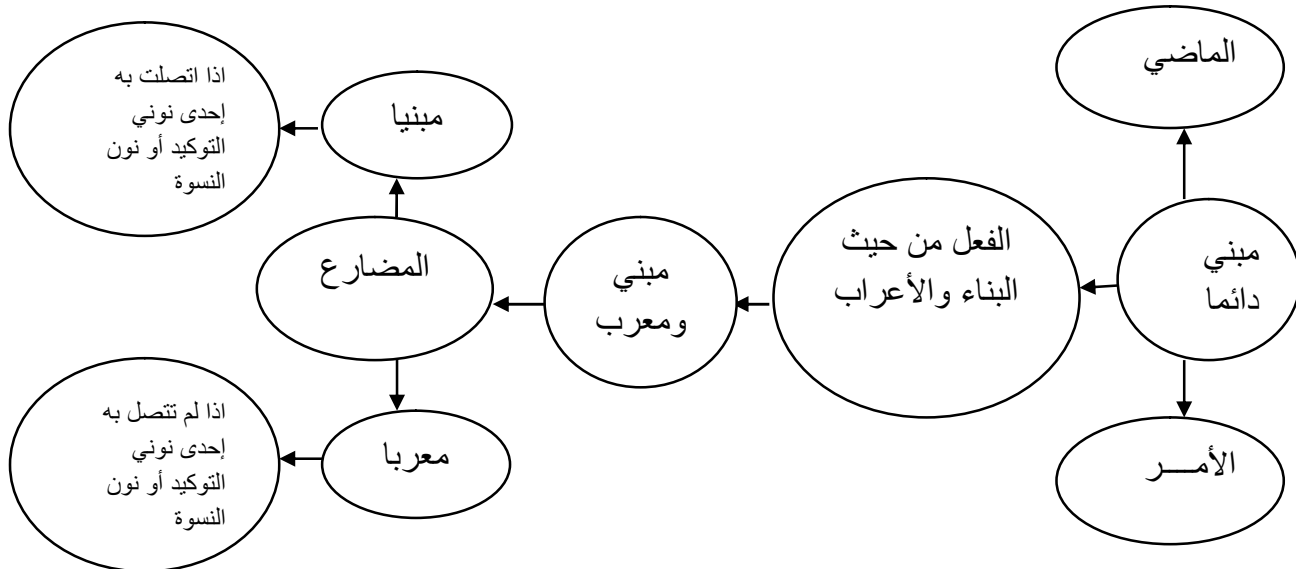 الماضي
مبني
دائما
الأمـــر
الفعل من حيث
البناء والأعراب
مبني
ومعرب
المضارع
مبنيا
اذا اتصلت به
إحدى نوني
التوكيد أو نون
النسوة
معربا
اذا لم تتصل به
إحدى نوني
التوكيد أو نون
النسوة